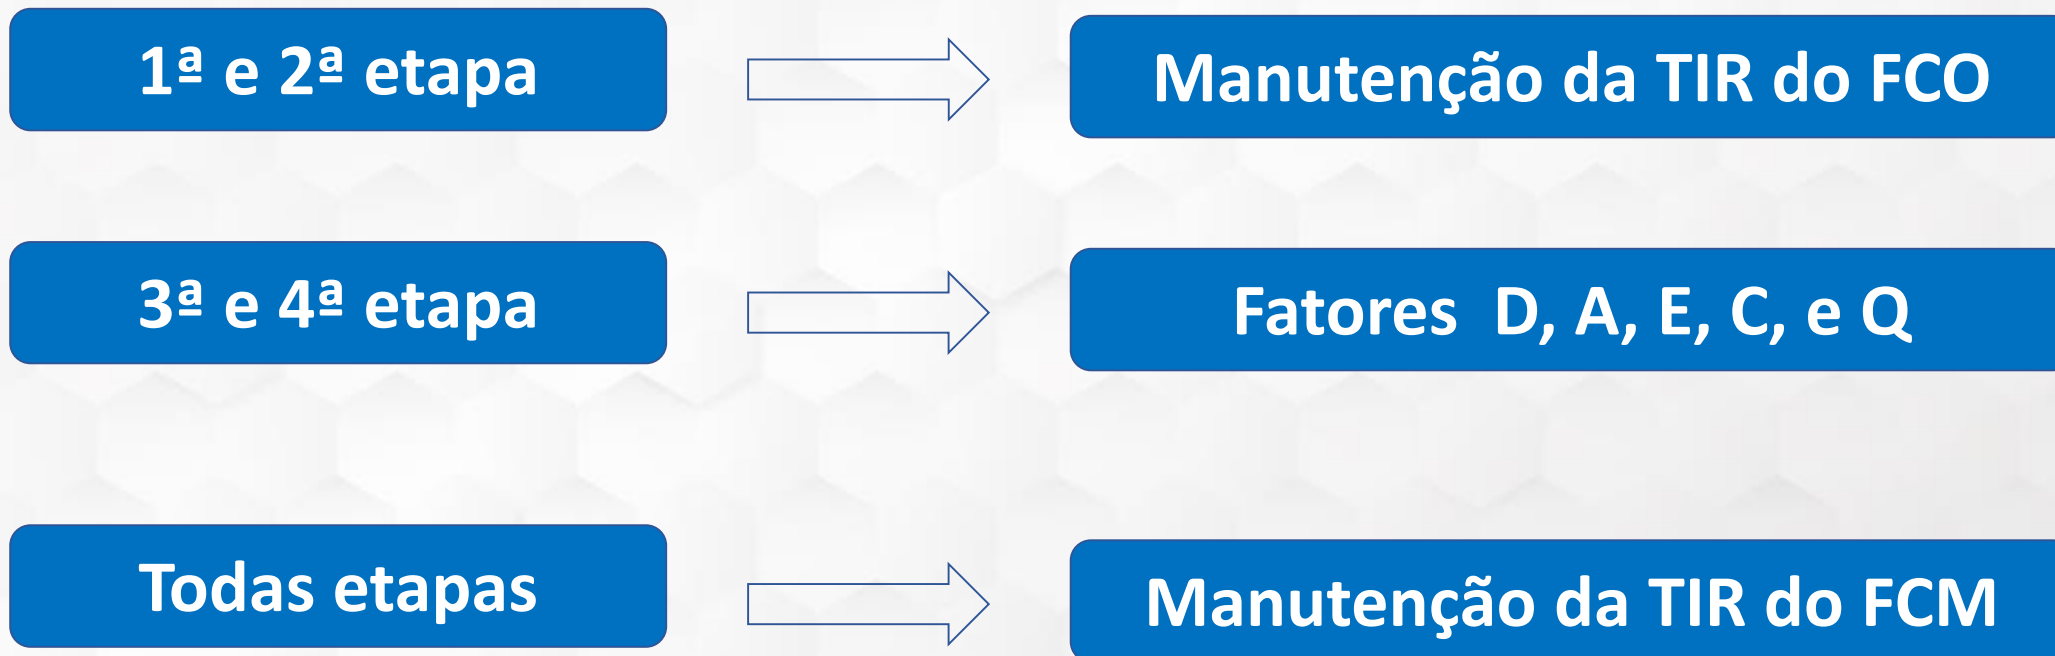 1ª e 2ª etapa
Manutenção da TIR do FCO
3ª e 4ª etapa
Fatores D, A, E, C, e Q
Todas etapas
Manutenção da TIR do FCM